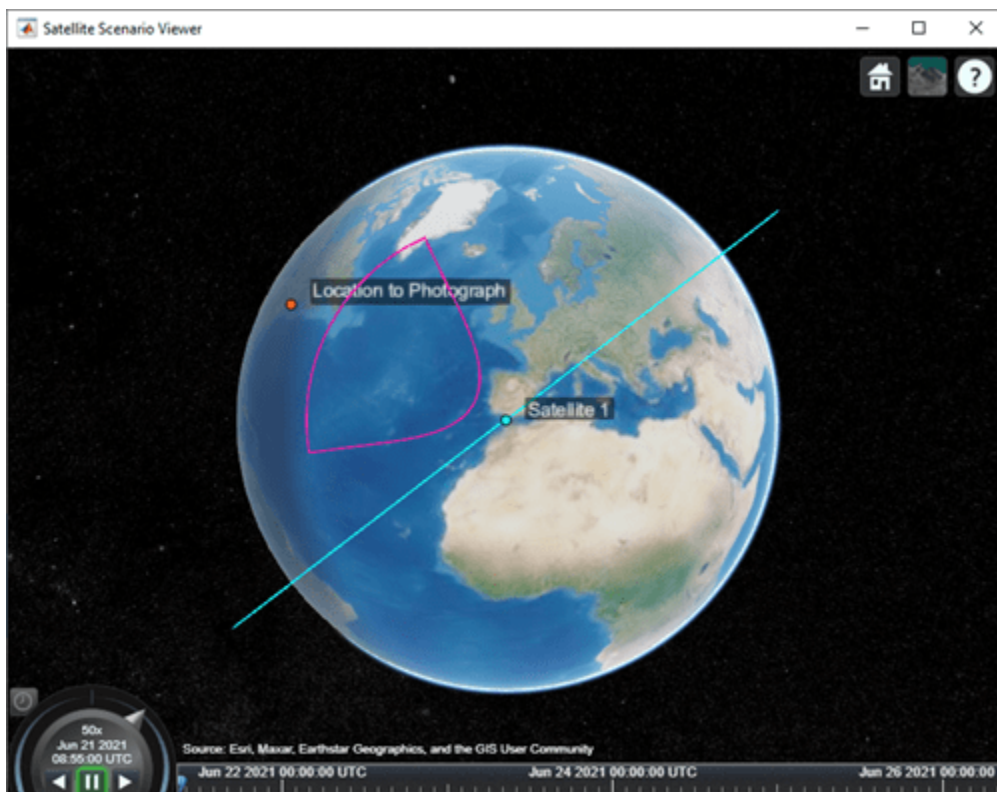 Satellite Scenario Viewer
?
Location to Photograph
Satellite 1
50x
Jun 21 2021
08:55:00 UTC
Source: Esri, Maxar, Earthstar Geographics, and the GIS User Community
Jun 22 2021 00:00:00 UTC Jun 24 2021 00:00:00 UTC Jun 26 2021 00:00:00